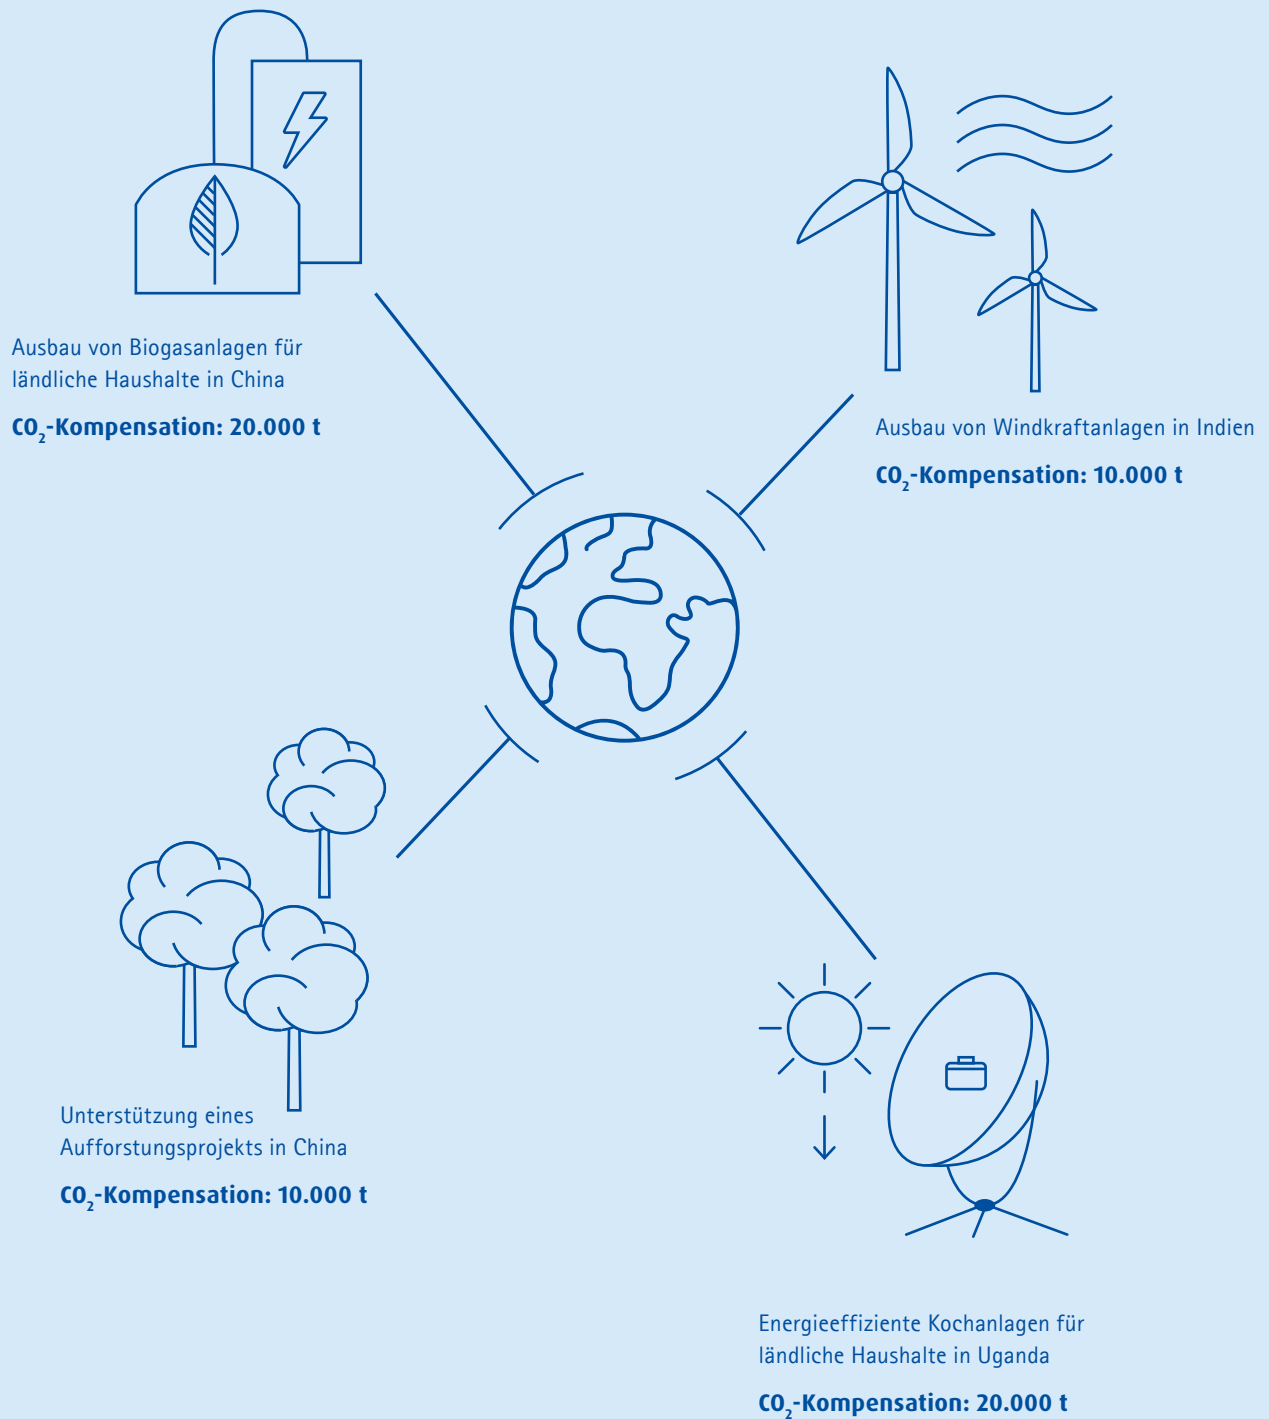 Ausbau von Biogasanlagen für
ländliche Haushalte in China
CO₂-Kompensation: 20.000 t
Ausbau von Windkraftanlagen in Indien
CO₂-Kompensation: 10.000 t
Unterstützung eines
Aufforstungsprojekts in China
CO₂-Kompensation: 10.000 t
Energieeffiziente Kochanlagen für
ländliche Haushalte in Uganda
CO₂-Kompensation: 20.000 t